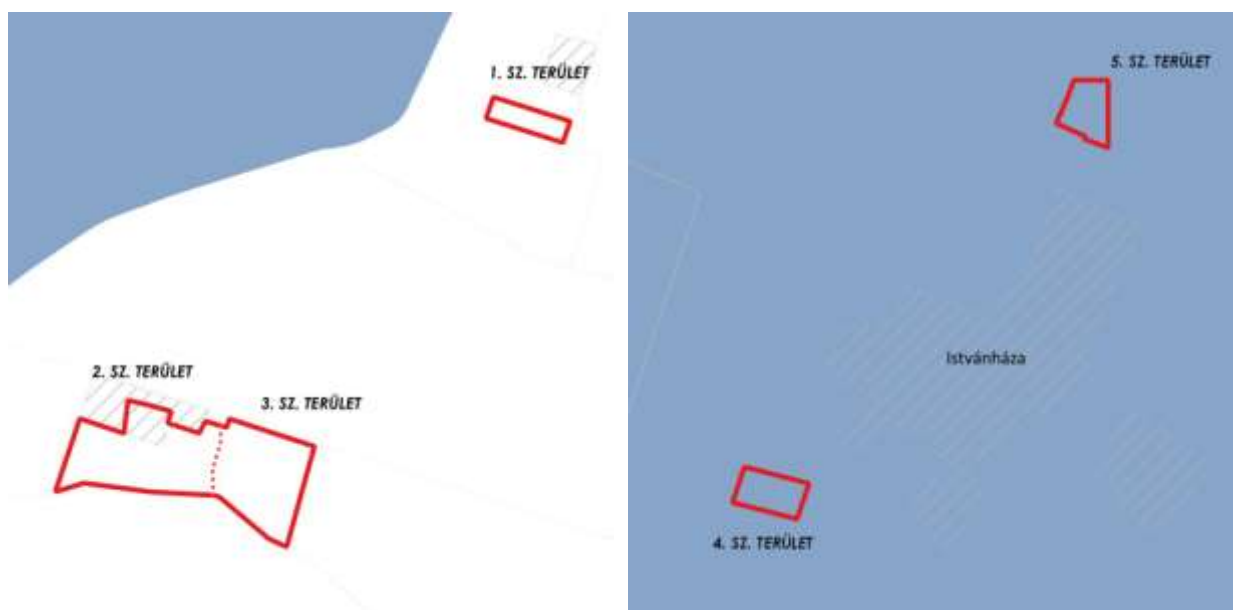 1. SZ. TERÜLET
2. SZ. TERÜLET
3. SZ. TERÜLET
5. SZ. TERÜLET
Istvánháza
4. SZ. TERÜLET